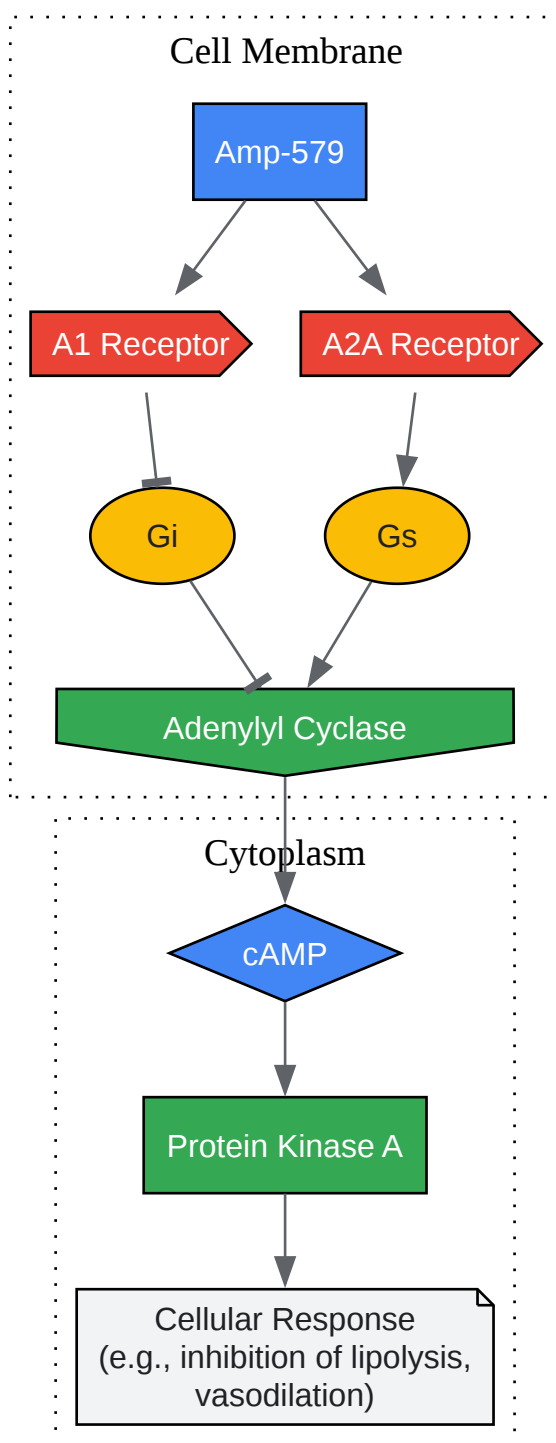 Cell Membrane
Amp-579
A1 Receptor
A2A Receptor
Gi
Gs
Adenylyl Cyclase
Cytoplasm
cAMP
Protein Kinase A
Cellular Response
(e.g., inhibition of lipolysis,
vasodilation)